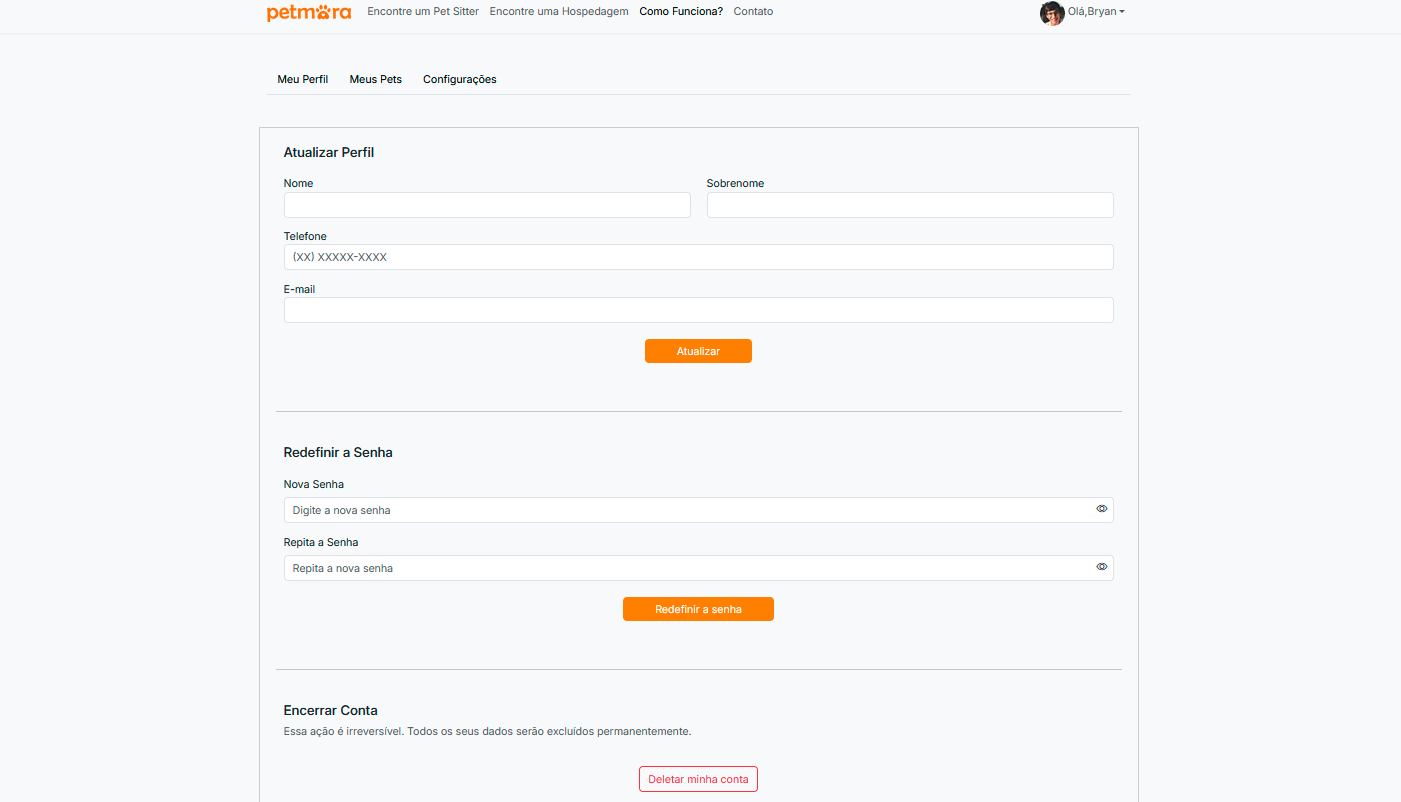 petmora Encontre um Pet Sitter Encontre uma Hospedagem Como Funciona? Contato Olá,Bryan
Meu Perfil Meus Pets Configurações
Atualizar Perfil
Nome Sobrenome
Telefone
(XX) XXXXX-XXXX
E-mail
Atualizar
Redefinir a Senha
Nova Senha
Digite a nova senha
Repita a Senha
Repita a nova senha
Redefinir a senha
Encerrar Conta
Essa ação é irreversível. Todos os seus dados serão excluídos permanentemente.
Deletar minha conta